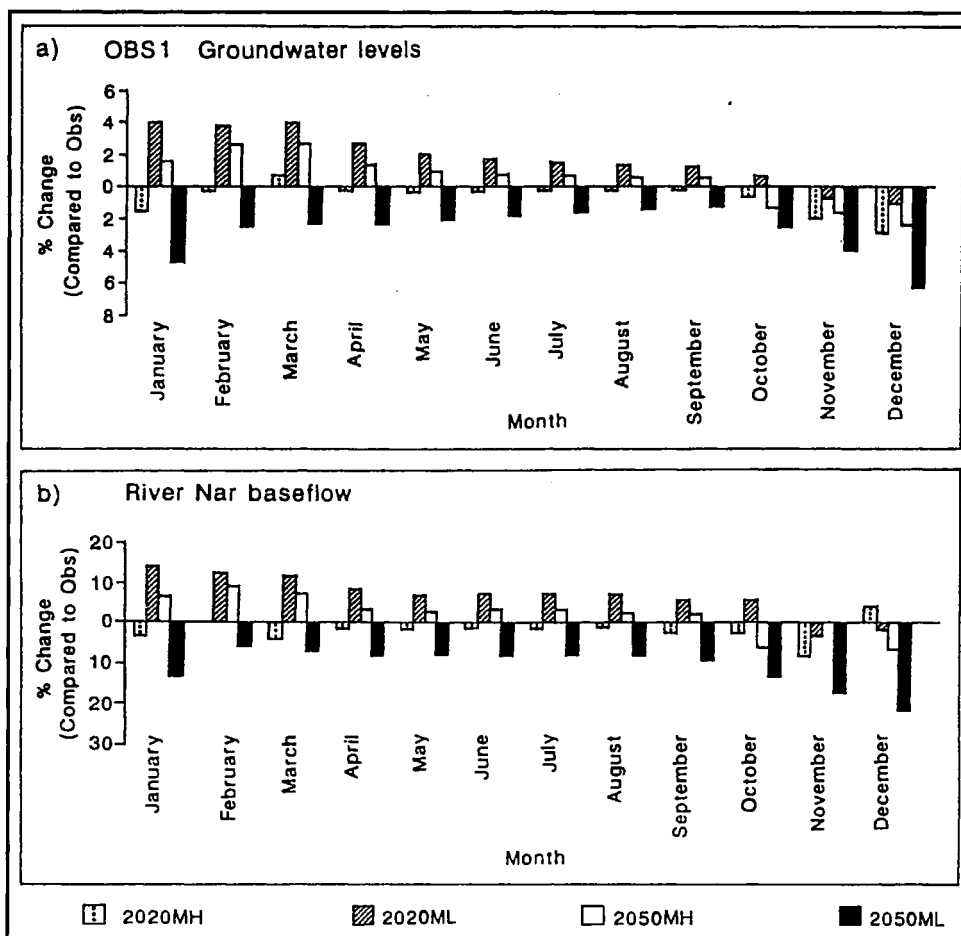 a) OBS1 Groundwater levels
% Change
(Compared to Obs)
6
4
2
0
2
4
6
8
January
February
March
April
May
June
July
August
September
October
November
December
Month
b) River Nar baseflow
% Change
(Compared to Obs)
20
10
0
10
20
30
January
February
March
April
May
June
July
August
September
October
November
December
Month
2020MH 2020ML 2050MH 2050ML